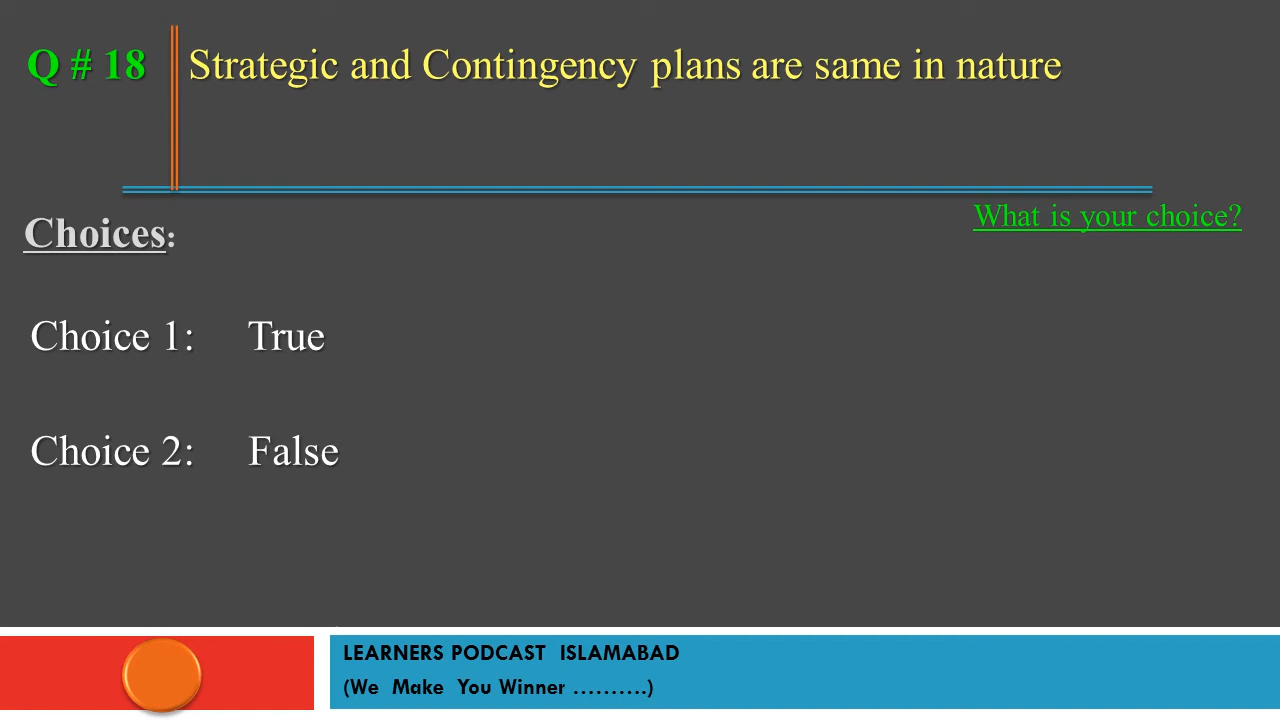 Q # 18 Strategic and Contingency plans are same in nature
What is your choice?
Choices:
Choice 1: True
Choice 2: False
LEARNERS PODCAST ISLAMABAD
(We Make You Winner ……….)